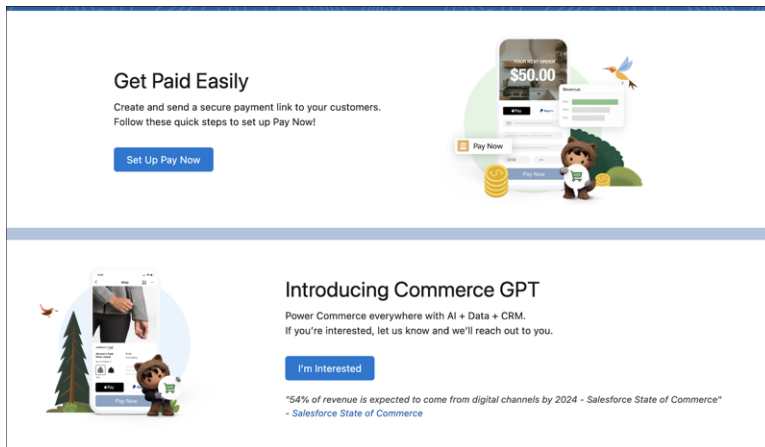 Get Paid Easily
Create and send a secure payment link to your customers.
Follow these quick steps to set up Pay Now!
Set Up Pay Now
YOUR NEXT ORDER
$50.00
Revenue
Pay
Pay Now
Pay Now
Introducing Commerce GPT
Power Commerce everywhere with AI + Data + CRM.
If you're interested, let us know and we'll reach out to you.
I'm Interested
"54% of revenue is expected to come from digital channels by 2024 - Salesforce State of Commerce"
- Salesforce State of Commerce
Shop
Pay
Pay Now